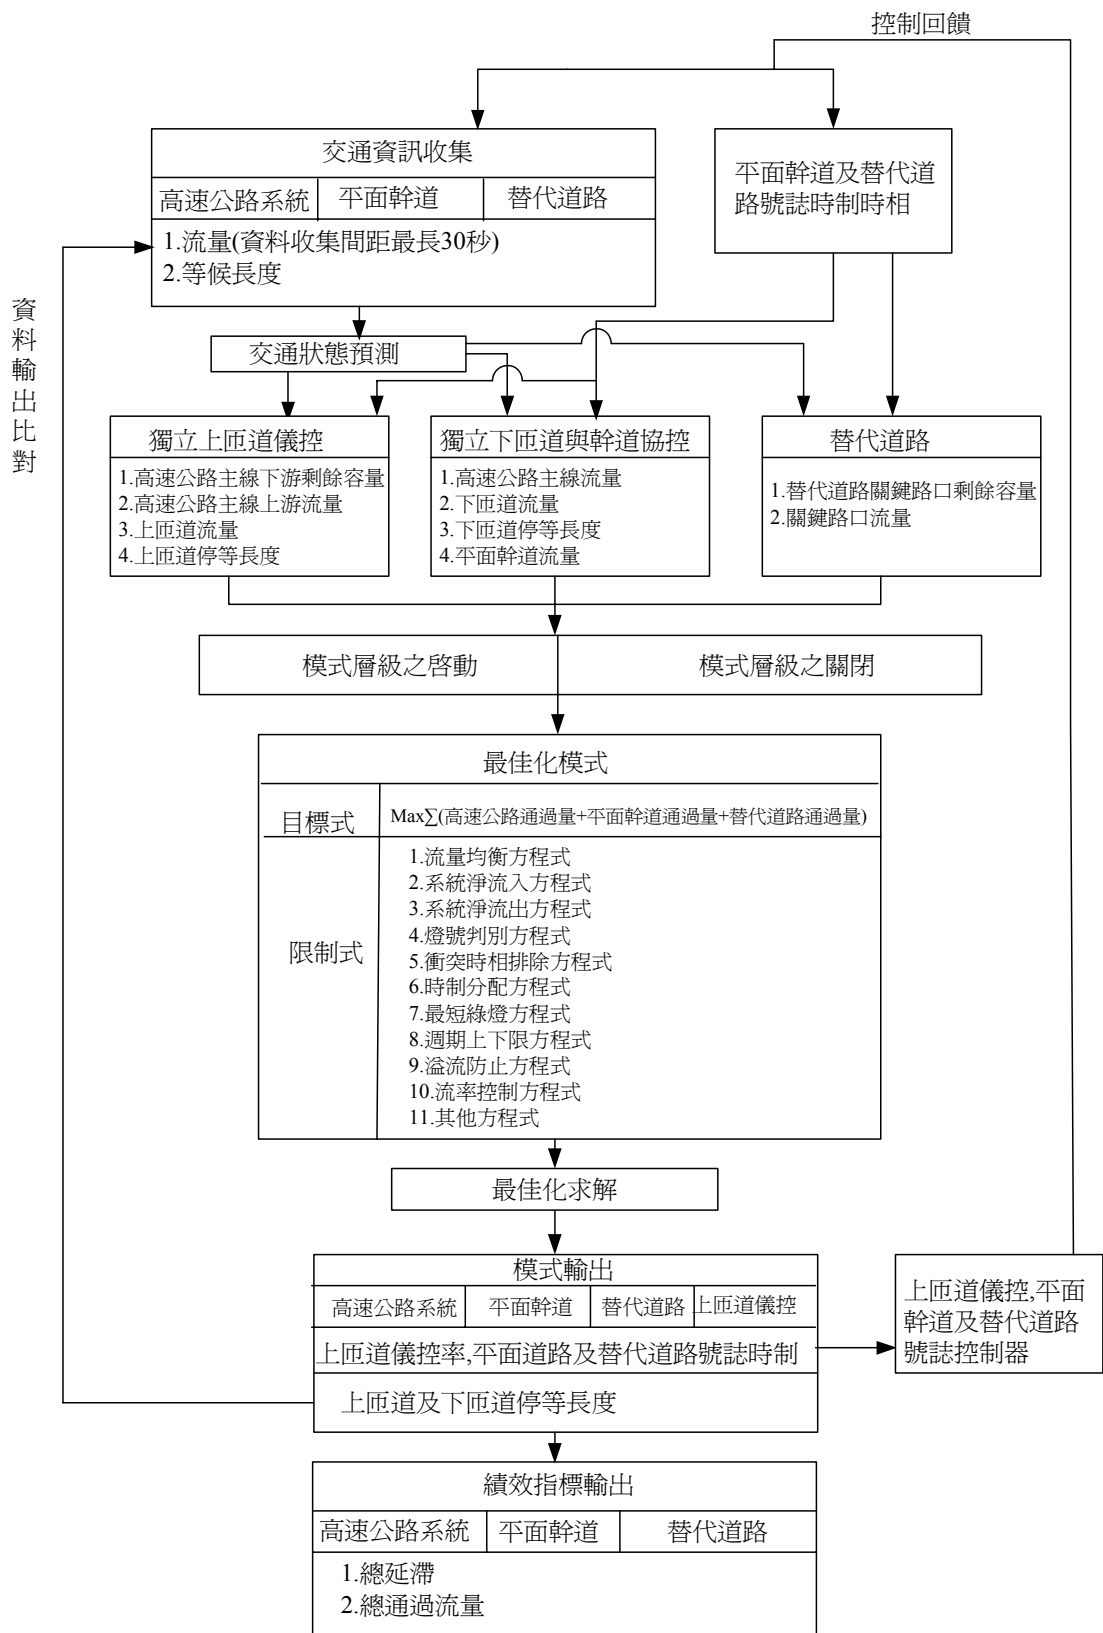 控制回饋
交通資訊收集
高速公路系統 平面幹道 替代道路
1.流量(資料收集間距最長30秒)
2.等候長度
平面幹道及替代道
路號誌時制時相
資料輸出比對
交通狀態預測
獨立上匝道儀控
1.高速公路主線下游剩餘容量
2.高速公路主線上游流量
3.上匝道流量
4.上匝道停等長度
獨立下匝道與幹道協控
1.高速公路主線流量
2.下匝道流量
3.下匝道停等長度
4.平面幹道流量
替代道路
1.替代道路關鍵路口剩餘容量
2.關鍵路口流量
模式層級之啓動 模式層級之關閉
最佳化模式
目標式 Max∑(高速公路通過量+平面幹道通過量+替代道路通過量)
限制式
1.流量均衡方程式
2.系統淨流入方程式
3.系統淨流出方程式
4.燈號判別方程式
5.衝突時相排除方程式
6.時制分配方程式
7.最短綠燈方程式
8.週期上下限方程式
9.溢流防止方程式
10.流率控制方程式
11.其他方程式
最佳化求解
模式輸出
高速公路系統 平面幹道 替代道路 上匝道儀控
上匝道儀控率,平面道路及替代道路號誌時制
上匝道及下匝道停等長度
上匝道儀控,平面
幹道及替代道路
號誌控制器
績效指標輸出
高速公路系統 平面幹道 替代道路
1.總延滯
2.總通過流量